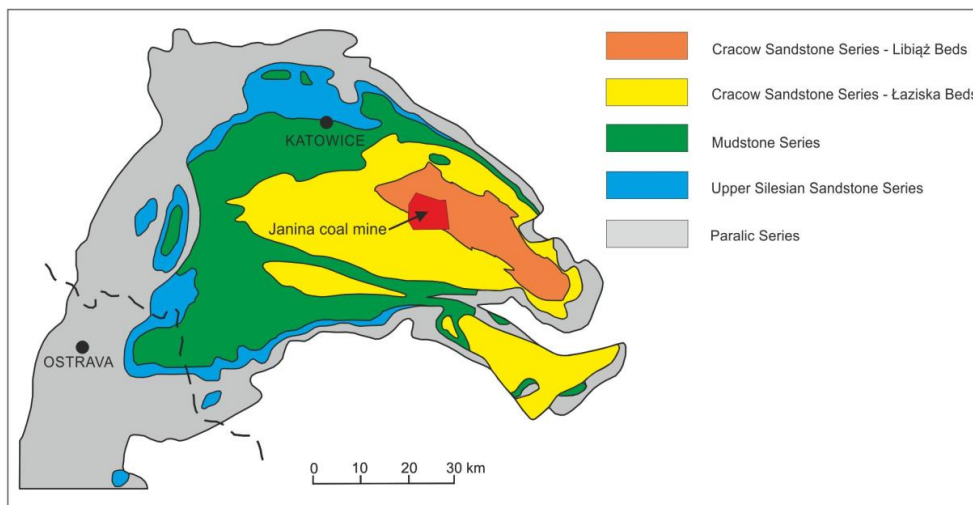 Cracow Sandstone Series - Libiąż Beds
Cracow Sandstone Series - Łaziska Beds
KATOWICE
Mudstone Series
Upper Silesian Sandstone Series
Janina coal mine
Paralic Series
OSTRAVA
0 10 20 30 km